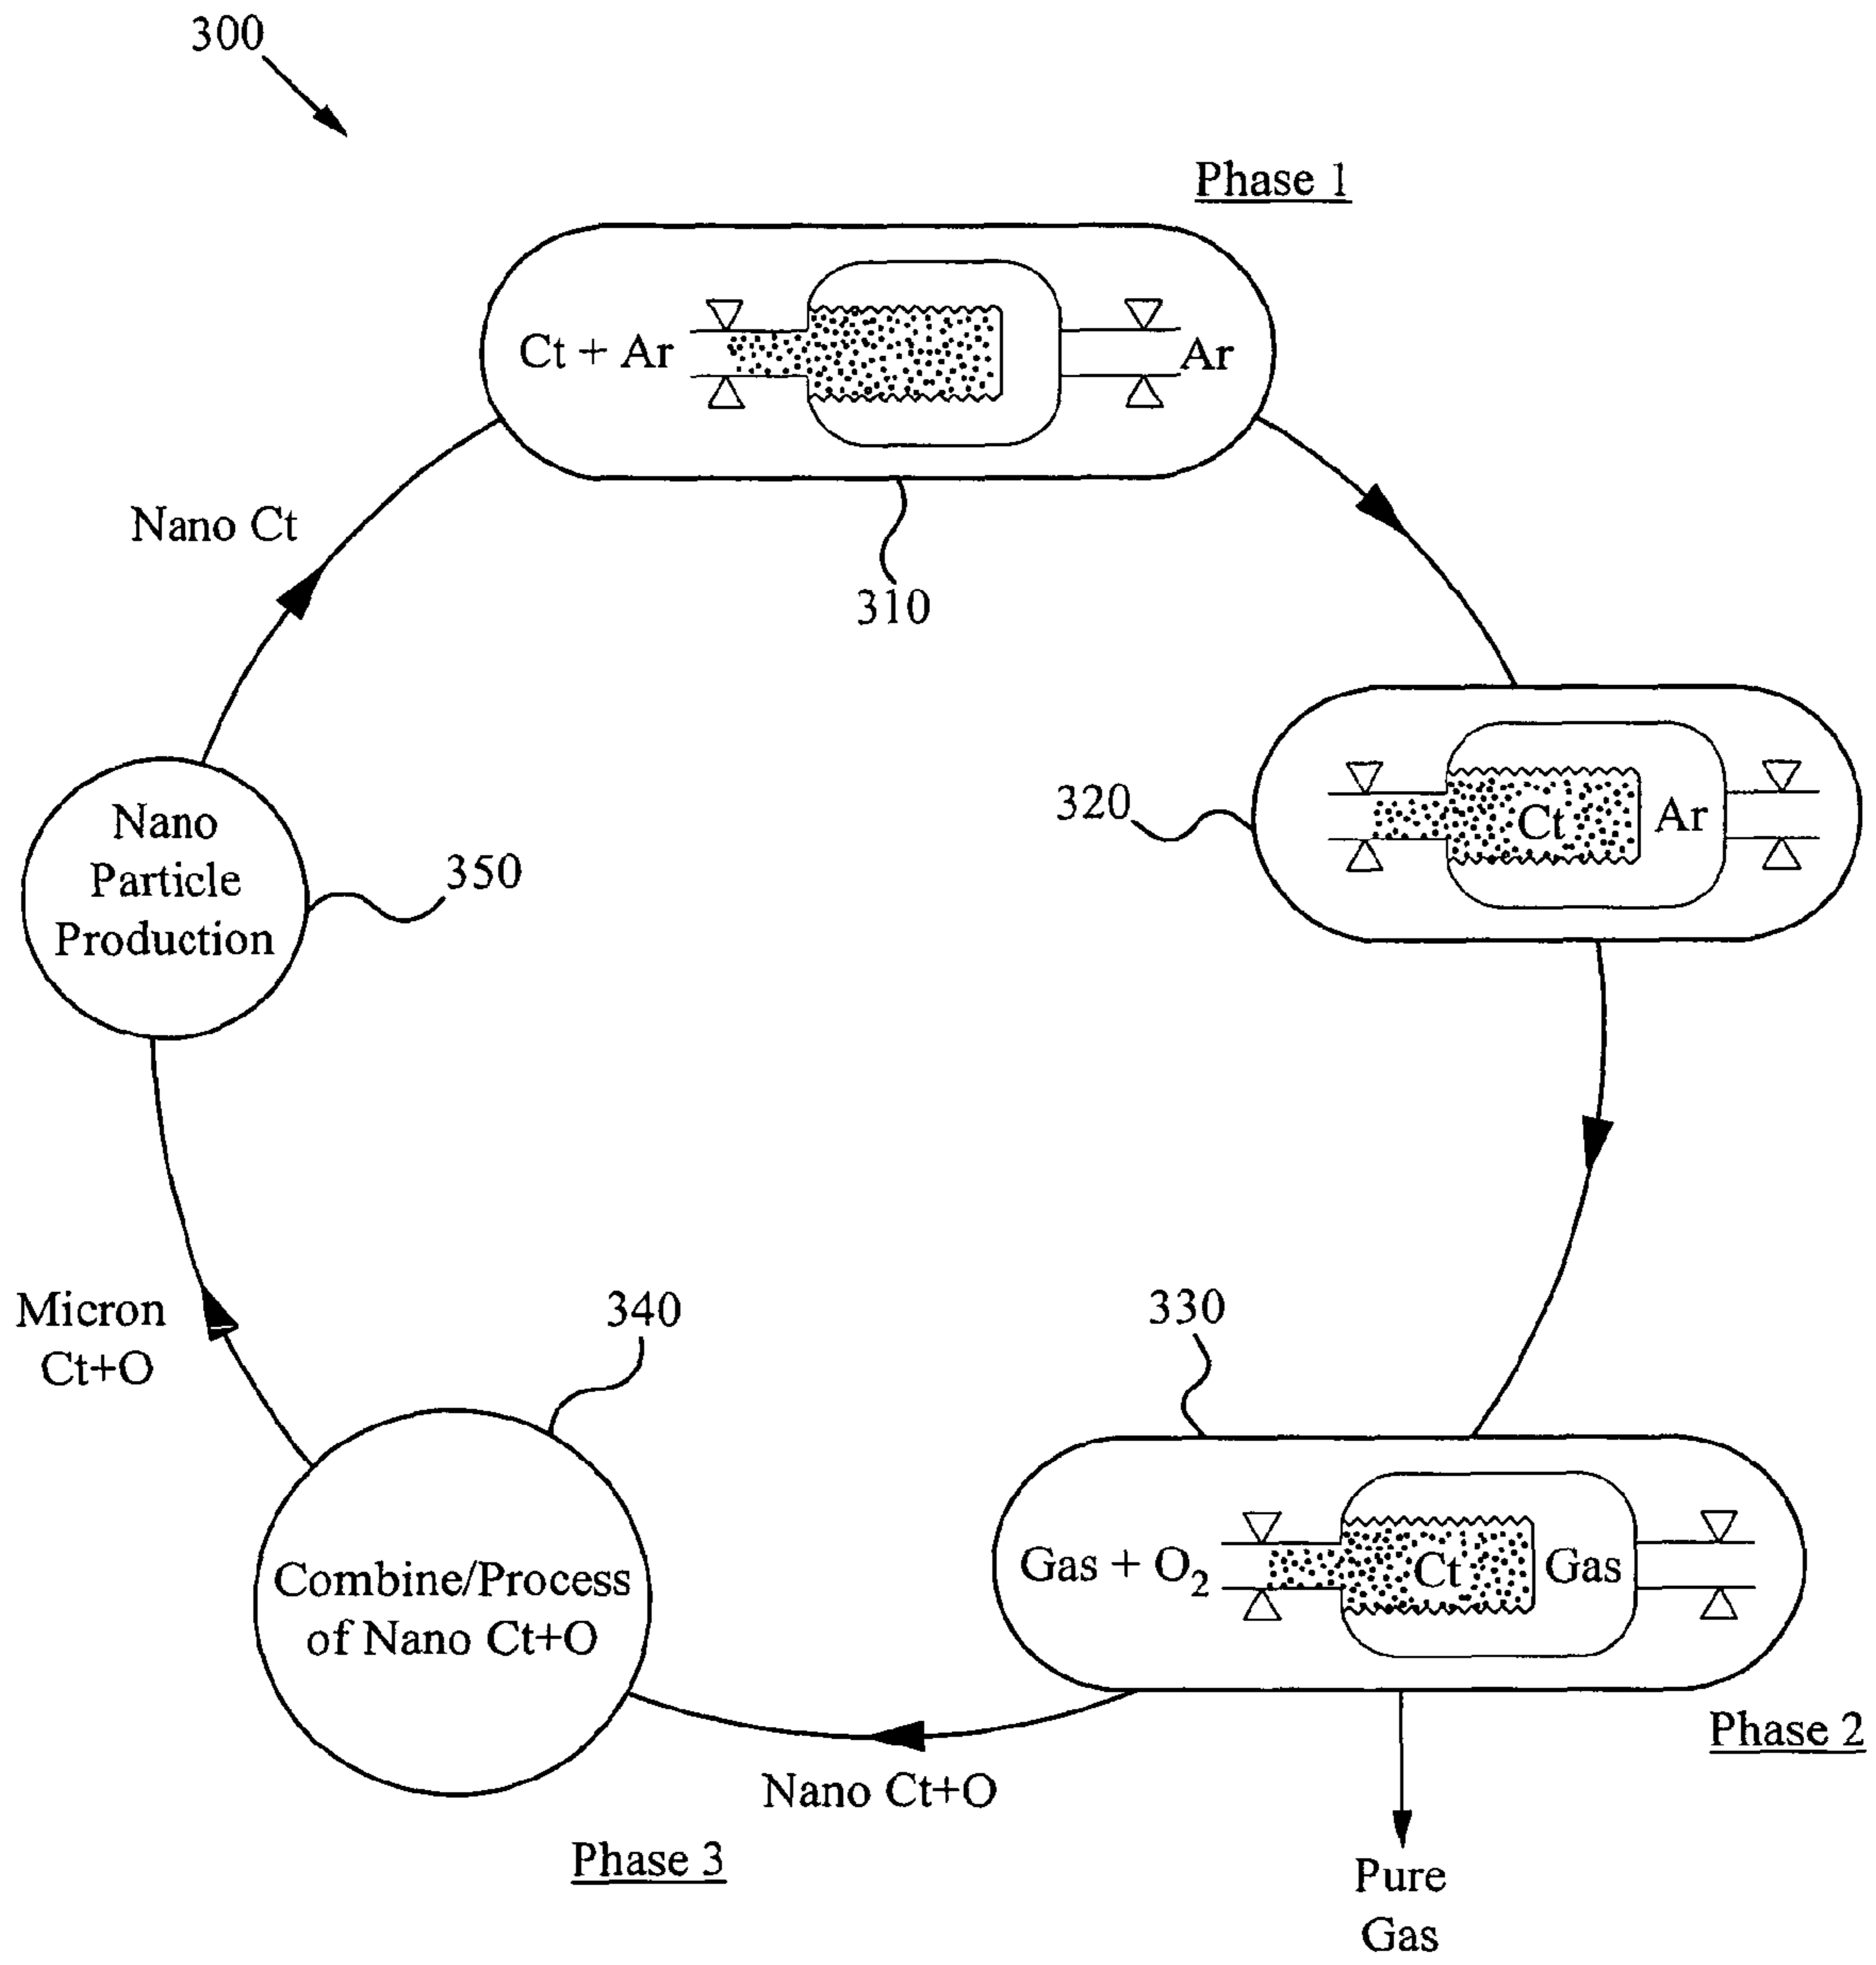 300
Phase 1
Ct + Ar
Ar
310
Nano Ct
320
Ct
Ar
Nano
Particle
Production
350
Micron
Ct+O
340
330
Combine/Process
of Nano Ct+O
Gas + O2
Ct
Gas
Phase 2
Nano Ct+O
Phase 3
Pure
Gas